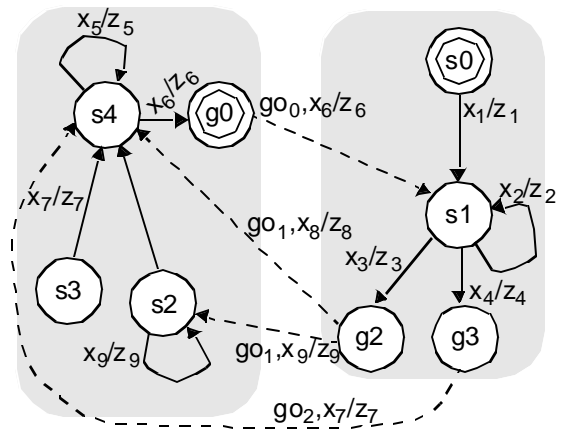 x5/z5
s0
s4
x6/z6
g0
go0,x6/z6
x1/z1
x7/z7
x2/z2
s1
go1,x8/z8
x3/z3
s3
s2
x4/z4
g2
g3
x9/z9
go1,x9/z9
go2,x7/z7